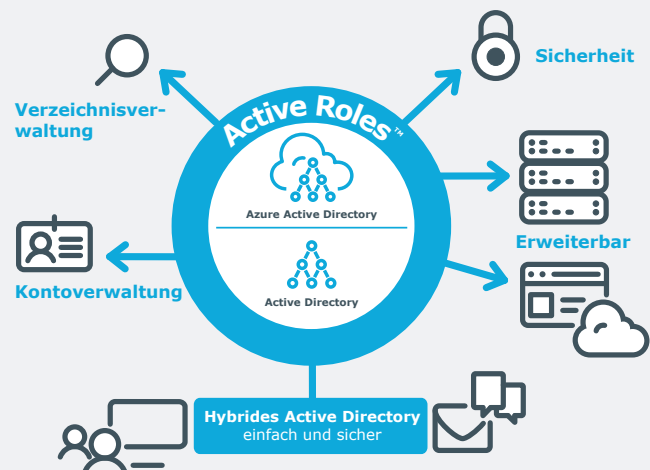 Active Roles™
Sicherheit
Verzeichnisver-
waltung
Azure Active Directory
Erweiterbar
Kontoverwaltung
Active Directory
Hybrides Active Directory
einfach und sicher